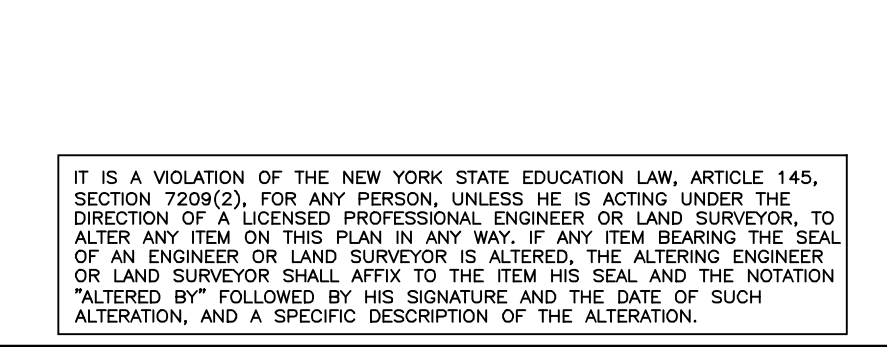 IT IS A VIOLATION OF THE NEW YORK STATE EDUCATION LAW, ARTICLE 145,
SECTION 7209(2), FOR ANY PERSON, UNLESS HE IS ACTING UNDER THE
DIRECTION OF A LICENSED PROFESSIONAL ENGINEER OR LAND SURVEYOR, TO
ALTER ANY ITEM ON THIS PLAN IN ANY WAY. IF ANY ITEM BEARING THE SEAL
OF AN ENGINEER OR LAND SURVEYOR IS ALTERED, THE ALTERING ENGINEER
OR LAND SURVEYOR SHALL AFFIX TO THE ITEM HIS SEAL AND THE NOTATION
"ALTERED BY" FOLLOWED BY HIS SIGNATURE AND THE DATE OF SUCH
ALTERATION, AND A SPECIFIC DESCRIPTION OF THE ALTERATION.